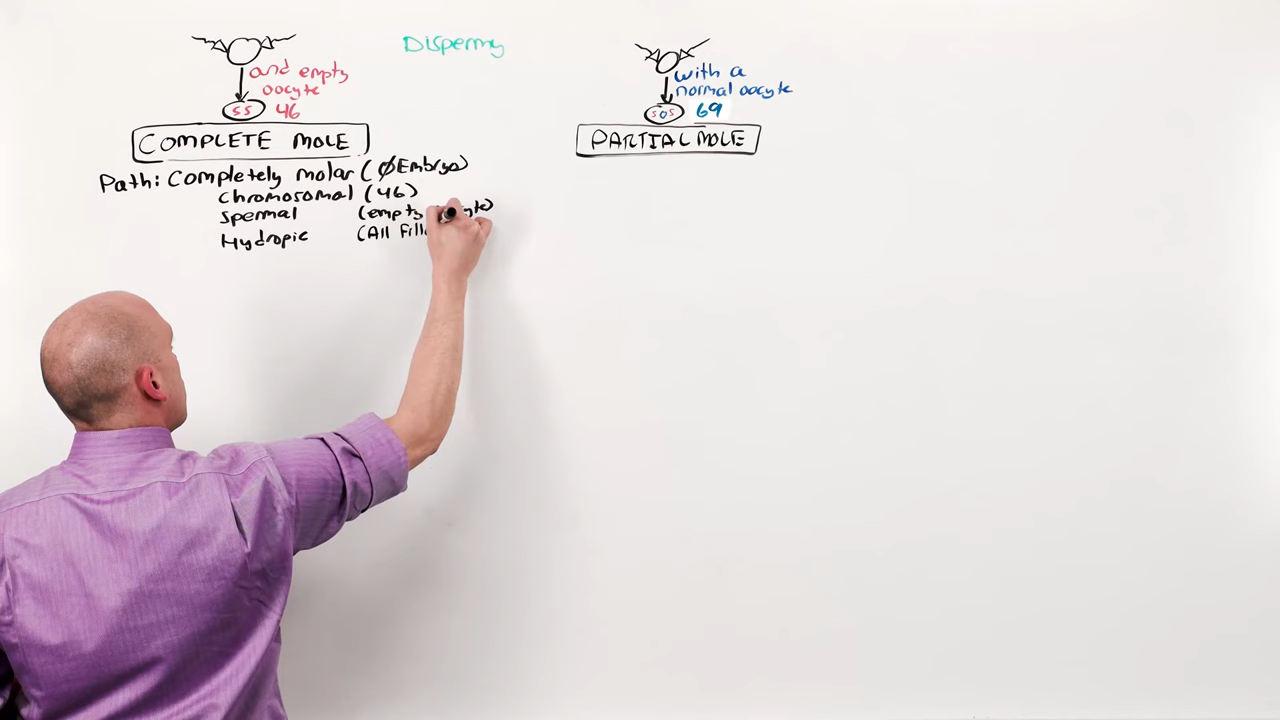 Dispermy
and empty
oocyte
ss 46
COMPLETE MOLE
Path: Completely molar (ØEmbryo)
Chromosomal (46)
Spermal (empty
Hydropic (All
with a
normal oocyte
sos 69
PARTIAL MOLE